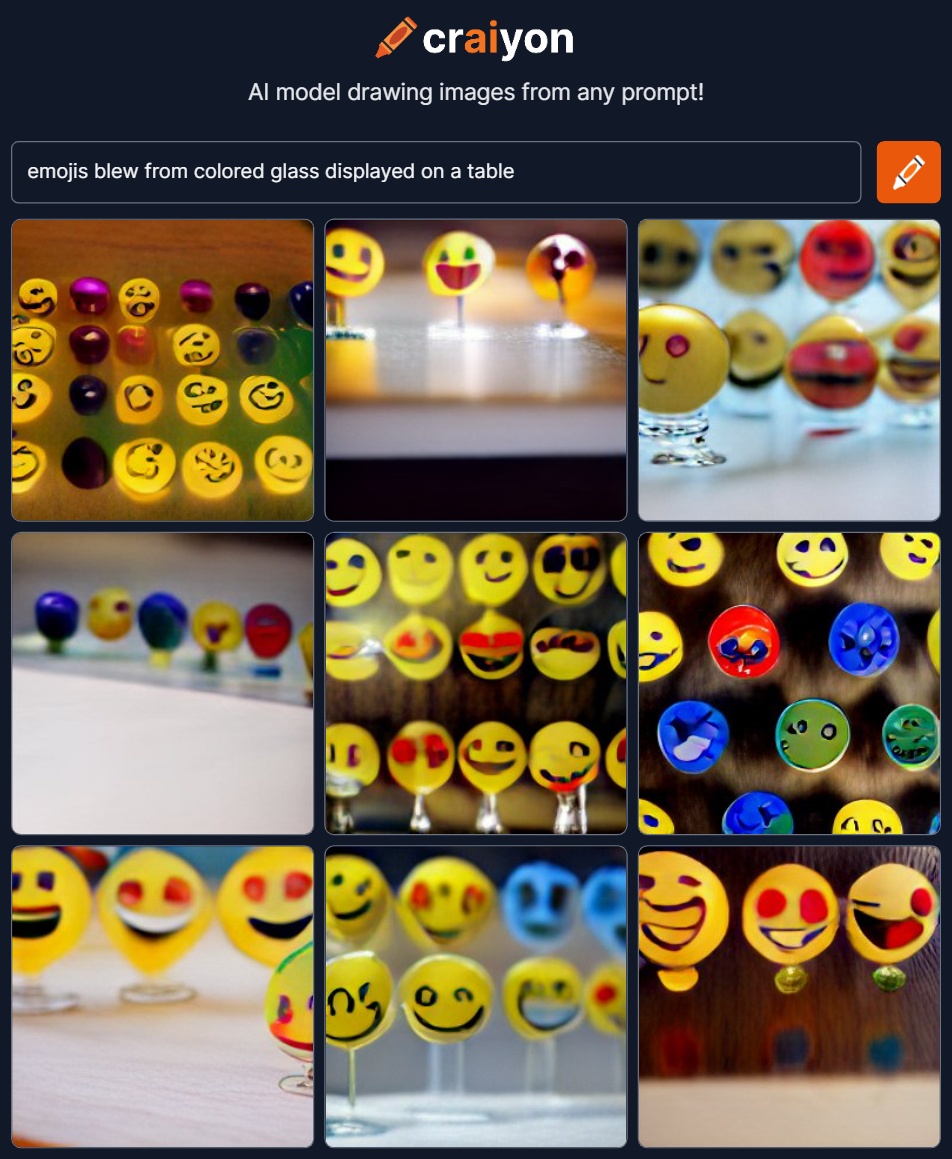 craiyon
AI model drawing images from any prompt!
emojis blew from colored glass displayed on a table